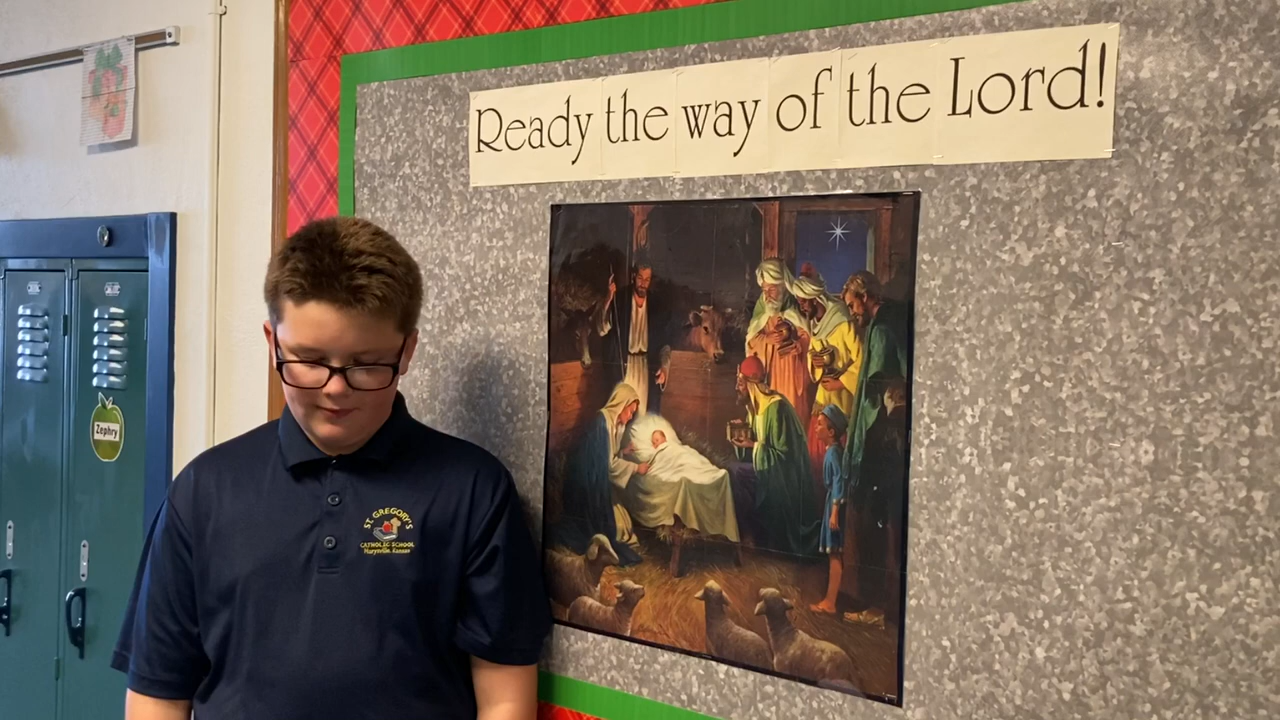 Ready the way of the Lord!
Zephry
ST. GREGORY'S
CATHOLIC SCHOOL
Marysville, Kansas